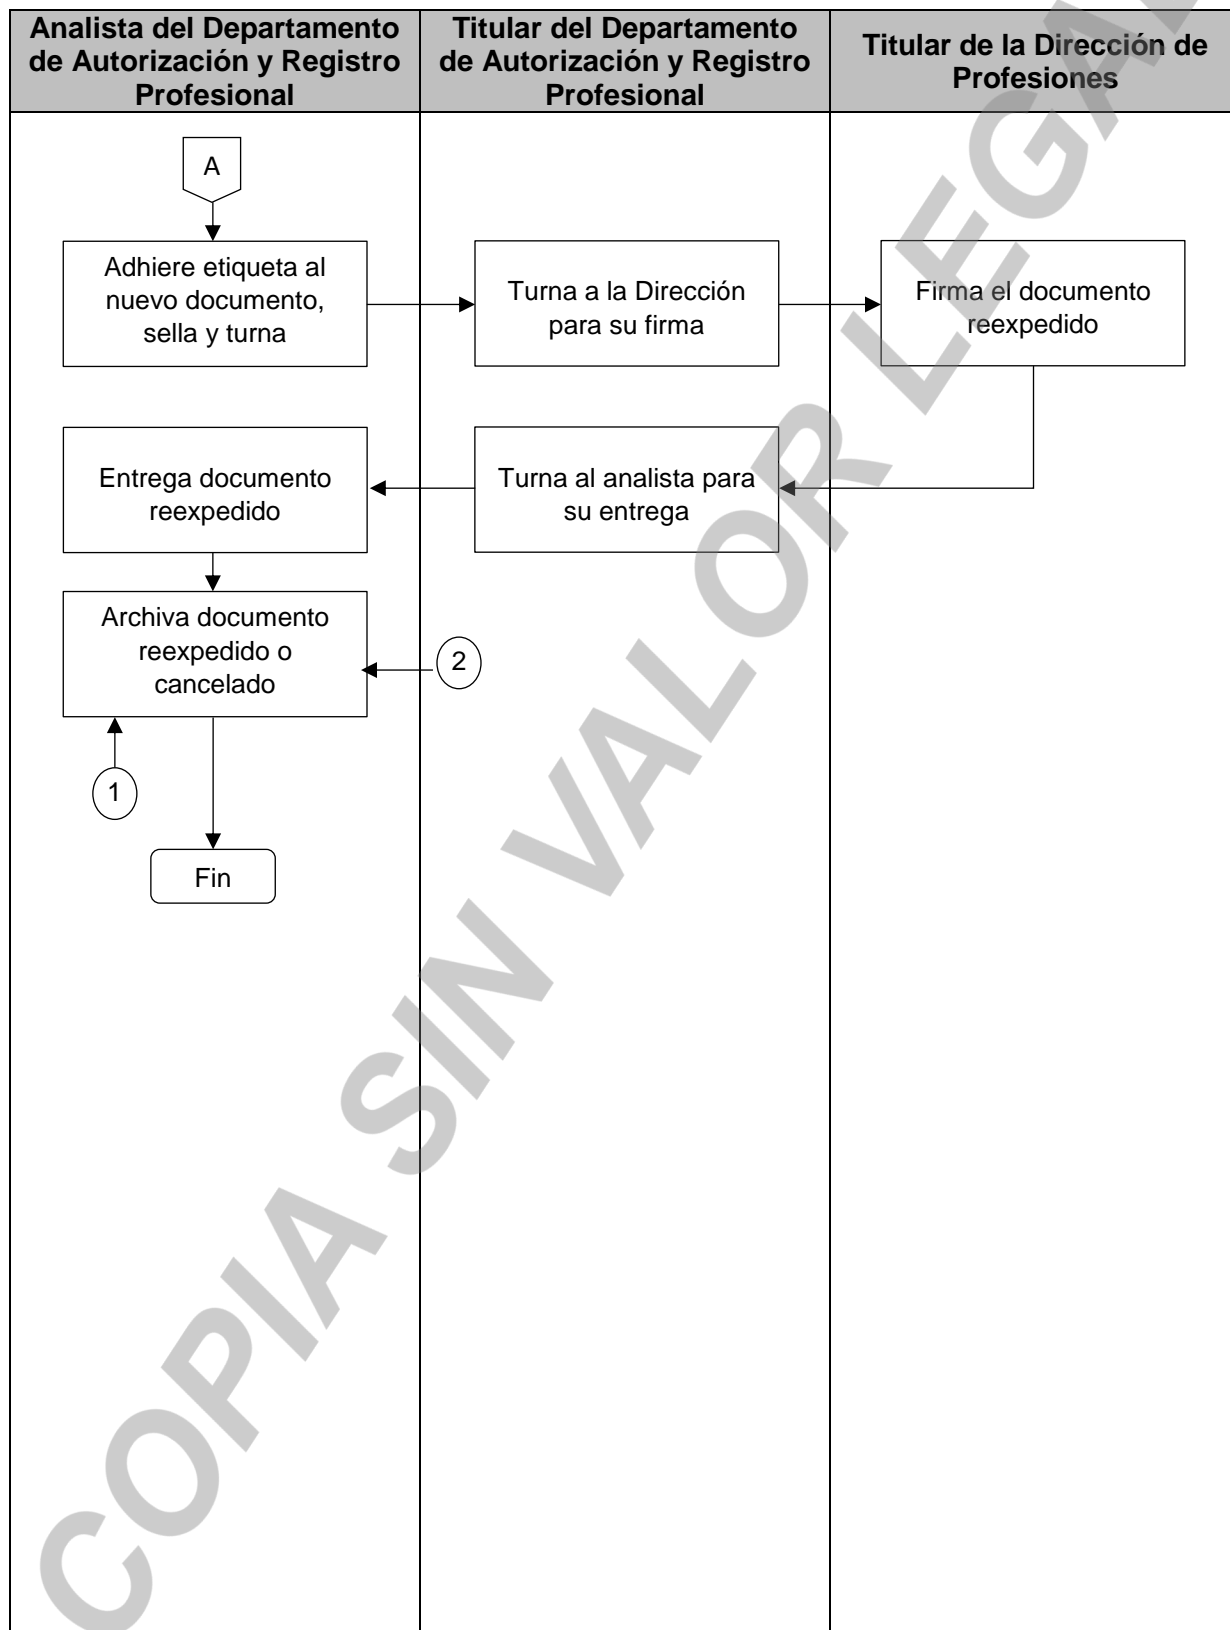 Analista del Departamento
de Autorización y Registro
Profesional
Titular del Departamento
de Autorización y Registro
Profesional
Titular de la Dirección de
Profesiones
A
Adhiere etiqueta al
nuevo documento,
sella y turna
Turna a la Dirección
para su firma
Firma el documento
reexpedido
Entrega documento
reexpedido
Turna al analista para
su entrega
Archiva documento
reexpedido o
cancelado
2
1
Fin
COPIA SIN VALOR LEGAL